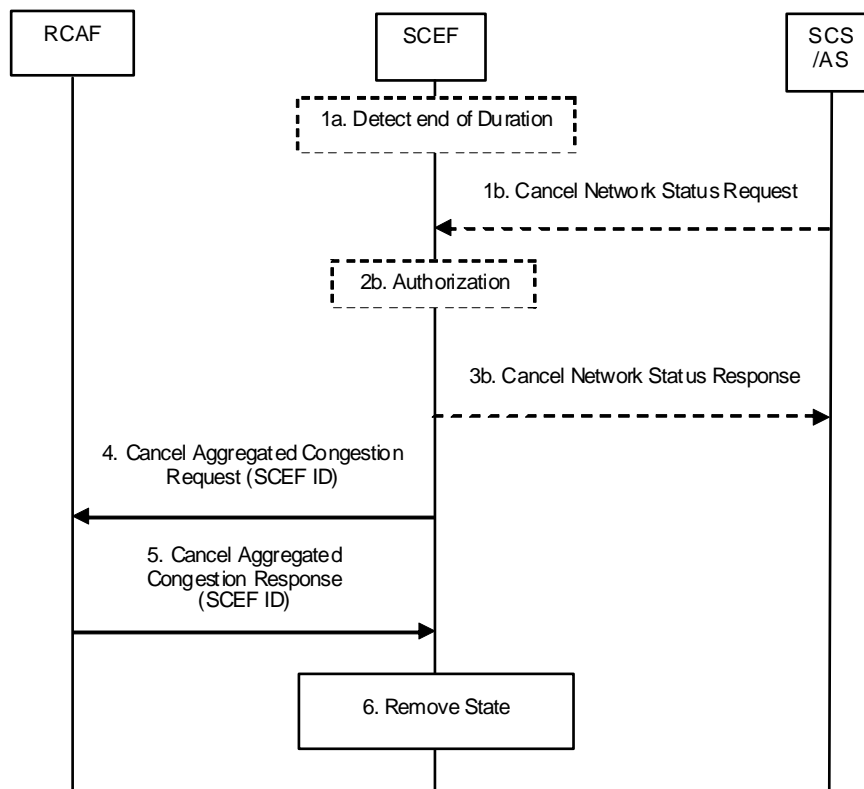 RCAF
SCEF
SCS
/AS
1a. Detect end of Duration
1b. Cancel Network Status Request
2b. Authorization
3b. Cancel Network Status Response
4. Cancel Aggregated Congestion
Request (SCEF ID)
5. Cancel Aggregated
Congestion Response
(SCEF ID)
6. Remove State